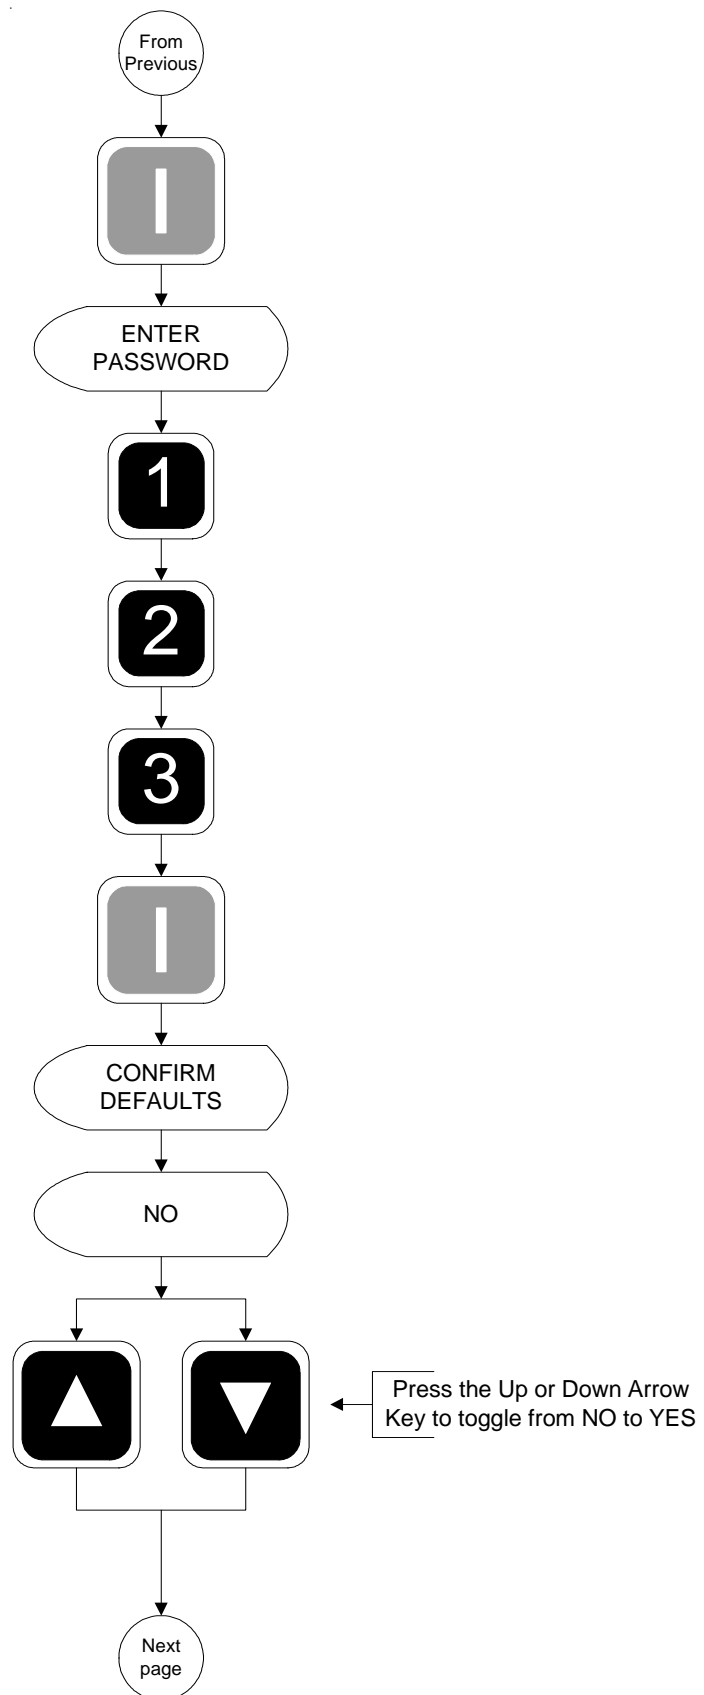 From
Previous
I
ENTER
PASSWORD
1
2
3
I
CONFIRM
DEFAULTS
NO
Press the Up or Down Arrow
Key to toggle from NO to YES
Next
page